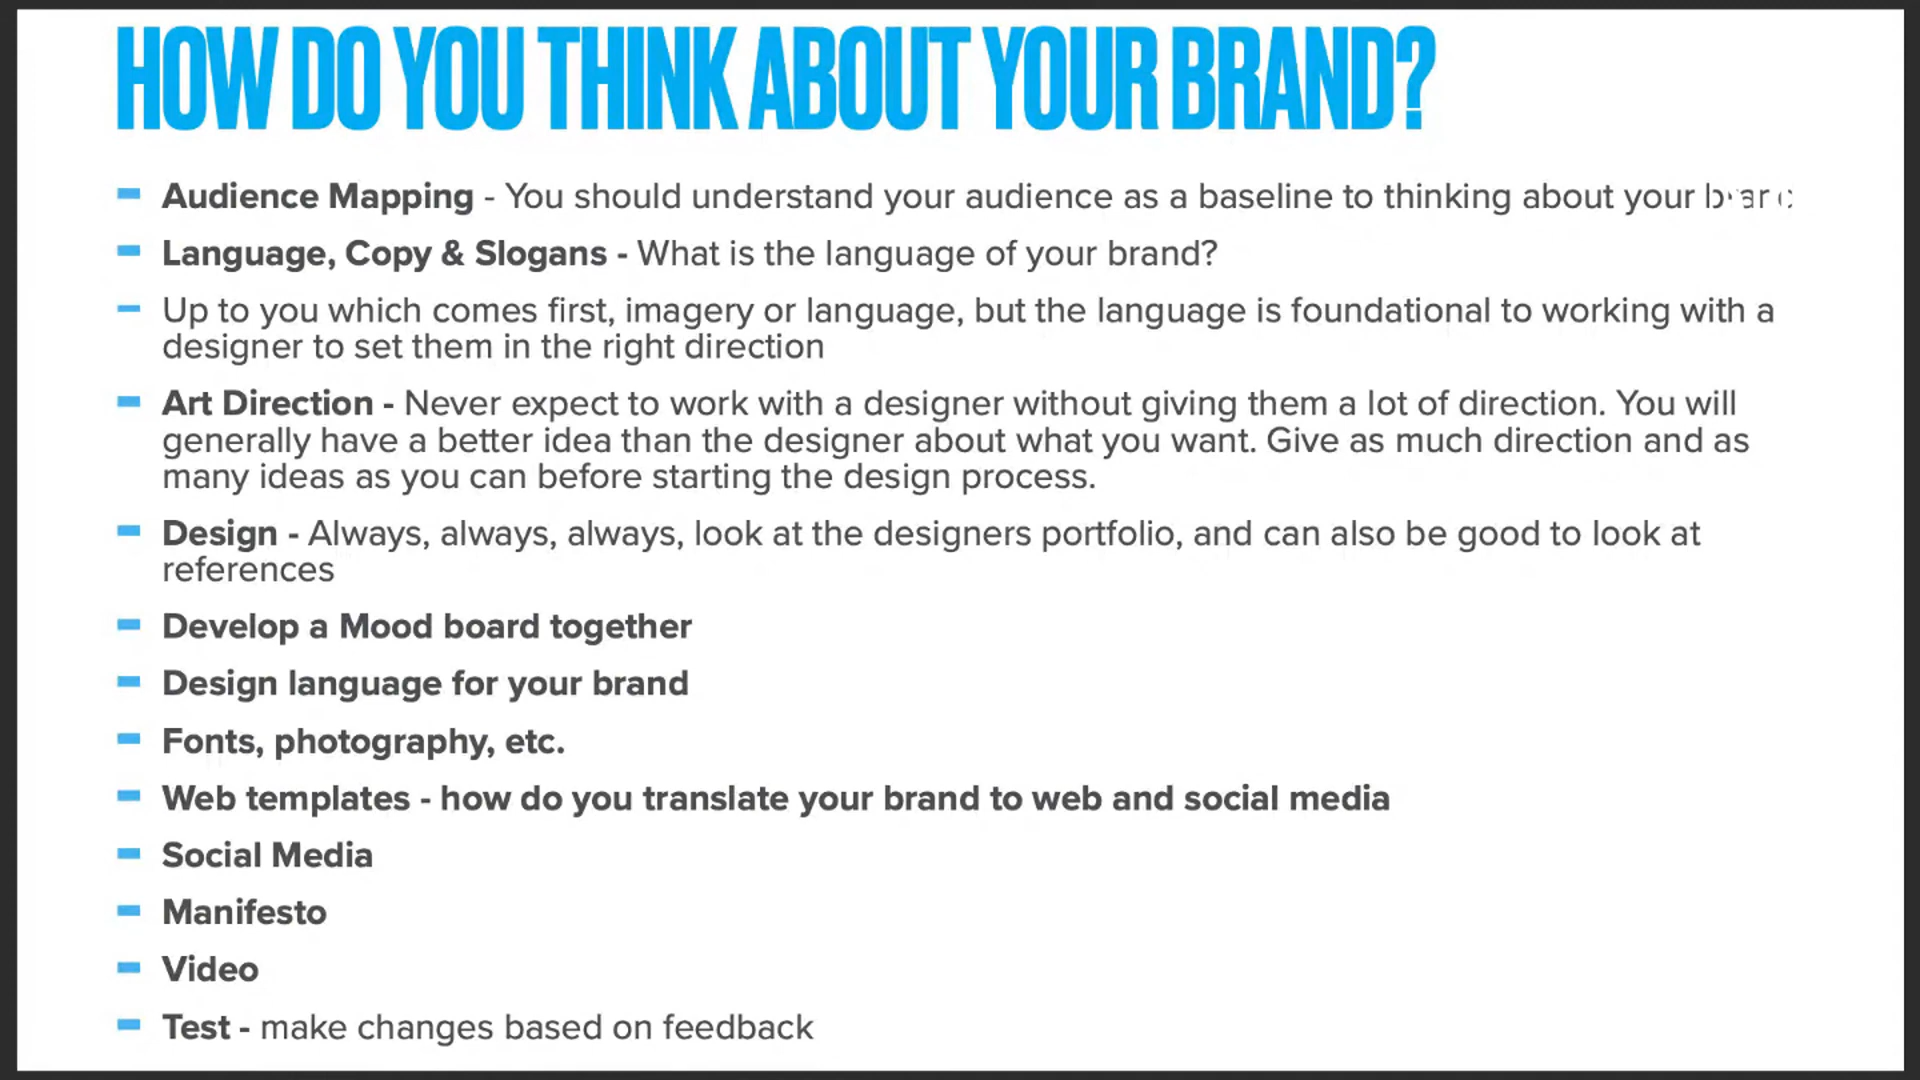 HOW DO YOU THINK ABOUT YOUR BRAND?
Audience Mapping - You should understand your audience as a baseline to thinking about your
Language, Copy & Slogans - What is the language of your brand?
Up to you which comes first, imagery or language, but the language is foundational to working with a
designer to set them in the right direction
Art Direction - Never expect to work with a designer without giving them a lot of direction. You will
generally have a better idea than the designer about what you want. Give as much direction and as
many ideas as you can before starting the design process.
Design - Always, always, always, look at the designers portfolio, and can also be good to look at
references
Develop a Mood board together
Design language for your brand
Fonts, photography, etc.
Web templates - how do you translate your brand to web and social media
Social Media
Manifesto
Video
Test - make changes based on feedback